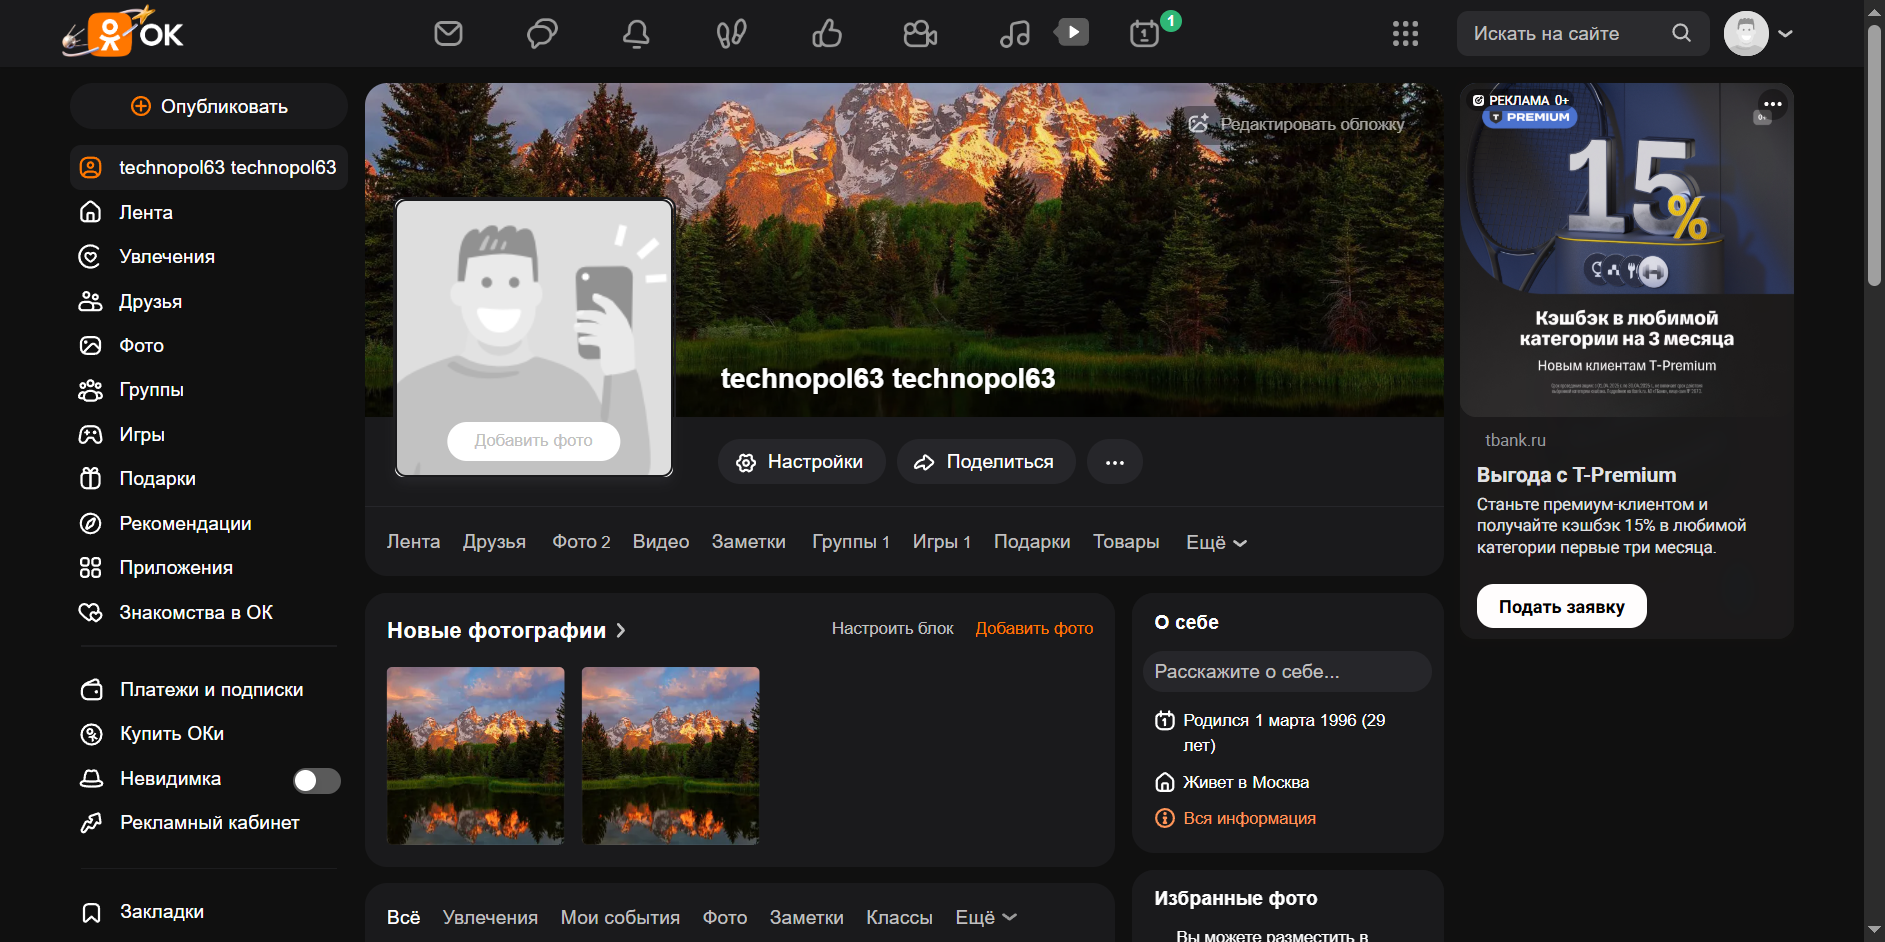 OK
1
1
Искать на сайте
Опубликовать
technopol63 technopol63
Лента
Увлечения
Друзья
Фото
Группы
Игры
Подарки
Рекомендации
Приложения
Знакомства в ОК
Платежи и подписки
Купить ОКи
Невидимка
Рекламный кабинет
Закладки
Редактировать обложку
Добавить фото
technopol63 technopol63
Настройки
Поделиться
Лента Друзья Фото 2 Видео Заметки Группы 1 Игры 1 Подарки Товары Ещё
Новые фотографии
Настроить блок Добавить фото
Всё Увлечения Мои события Фото Заметки Классы Ещё
О себе
Расскажите о себе...
Родился 1 марта 1996 (29
лет)
Живет в Москва
Вся информация
Избранные фото
Вы можете разместить в
РЕКЛАМА 0+
T PREMIUM
15%
Кэшбэк в любимой
категории на 3 месяца
Новым клиентам T-Premium
tbank.ru
Выгода с T-Premium
Станьте премиум-клиентом и
получайте кэшбэк 15% в любимой
категории первые три месяца.
Подать заявку